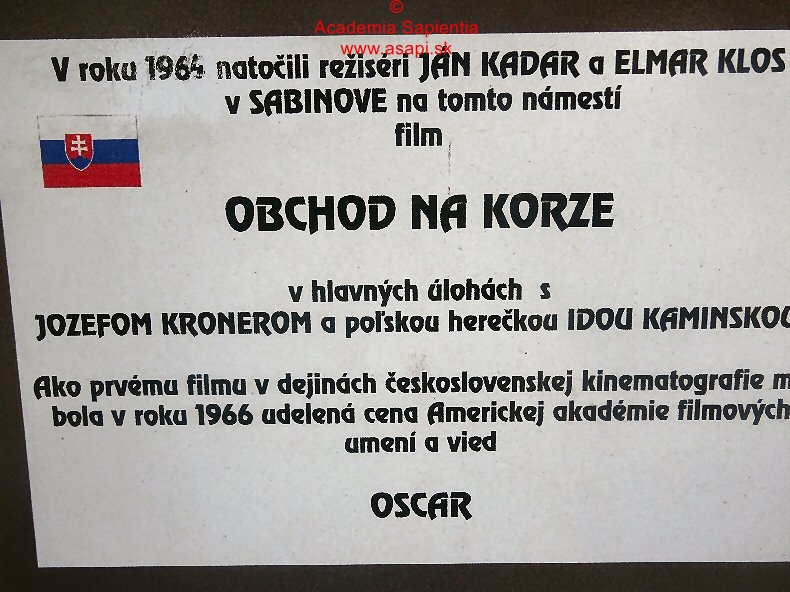 ©
Academia Sapientia
www.asapi.sk
V roku 1964 natočili režiséri JÁN KADAR a ELMAR KLOS
v SABINOVE na tomto námestí
film
OBCHOD NA KORZE
v hlavných úlohách s
JOZEFOM KRONEROM a poľskou herečkou IDOU KAMINSKOU
Ako prvému filmu v dejinách československej kinematografie m
bola v roku 1966 udelená cena Americkej akadémie filmových
umení a vied
OSCAR